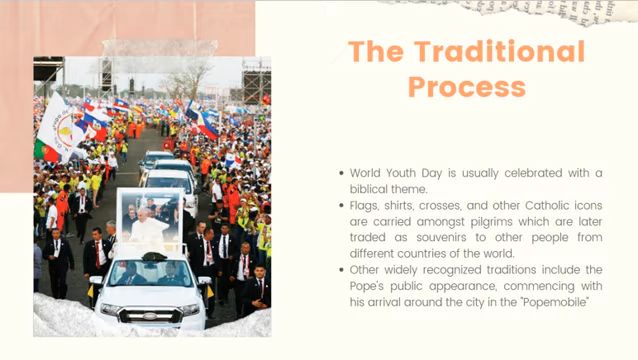 The Traditional
Process
• World Youth Day is usually celebrated with a
biblical theme.
• Flags, shirts, crosses, and other Catholic icons
are carried amongst pilgrims which are later
traded as souvenirs to other people from
different countries of the world.
• Other widely recognized traditions include the
Pope's public appearance, commencing with
his arrival around the city in the "Popemobile"